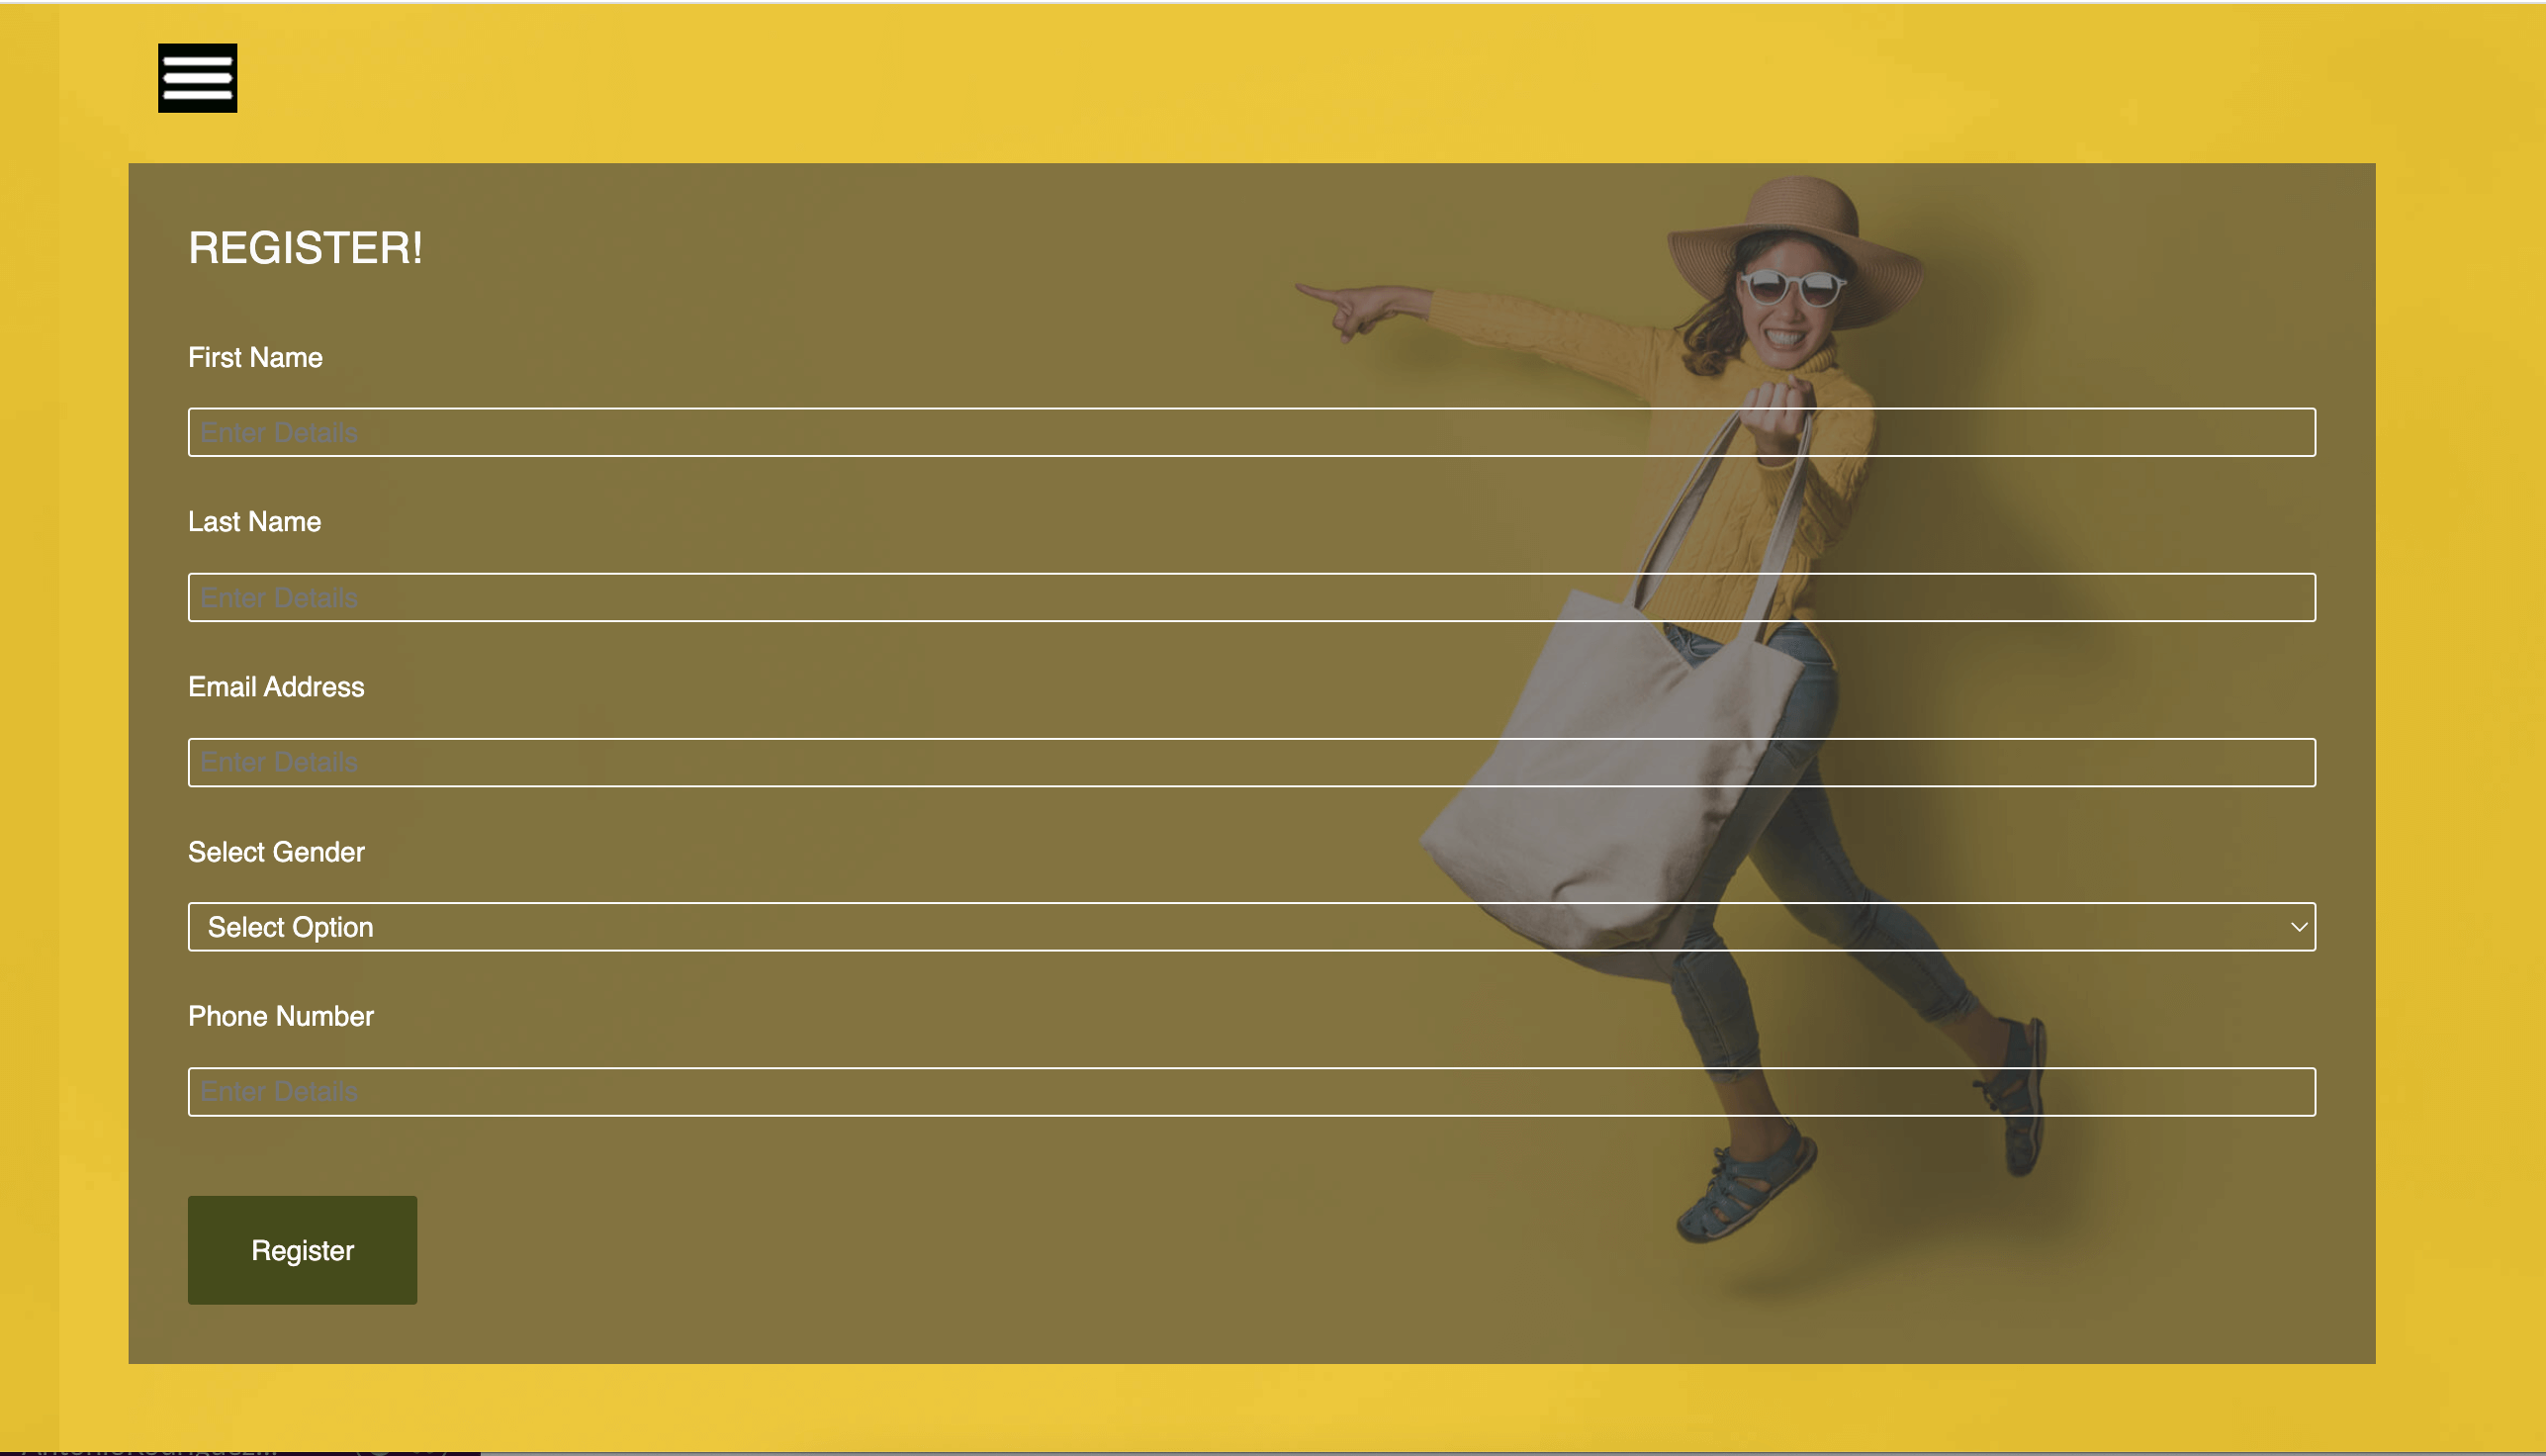 REGISTER!
First Name
Enter Details
Last Name
Enter Details
Email Address
Enter Details
Select Gender
Select Option
Phone Number
Enter Details
Register